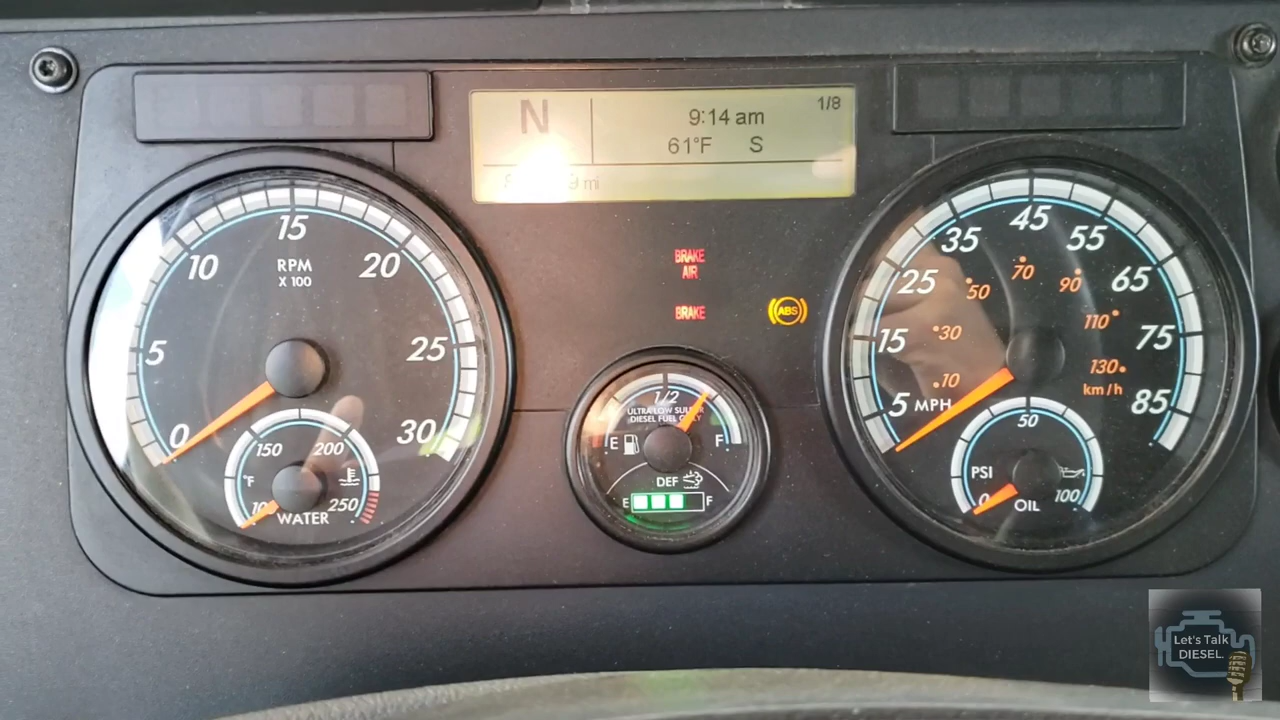 N
9:14 am
1/8
61°F S
mi
BRAKE
AIR
BRAKE
ABS
0
5
10
15
20
25
30
RPM
X 100
°F
150
200
250
WATER
1/2
ULTRA LOW SULFUR
DIESEL FUEL ONLY
E F
DEF
E F
5
15
25
35
45
55
65
75
85
MPH
10
30
50
70
90
110
130
km/h
0
50
100
PSI
OIL
Let's Talk
DIESEL.